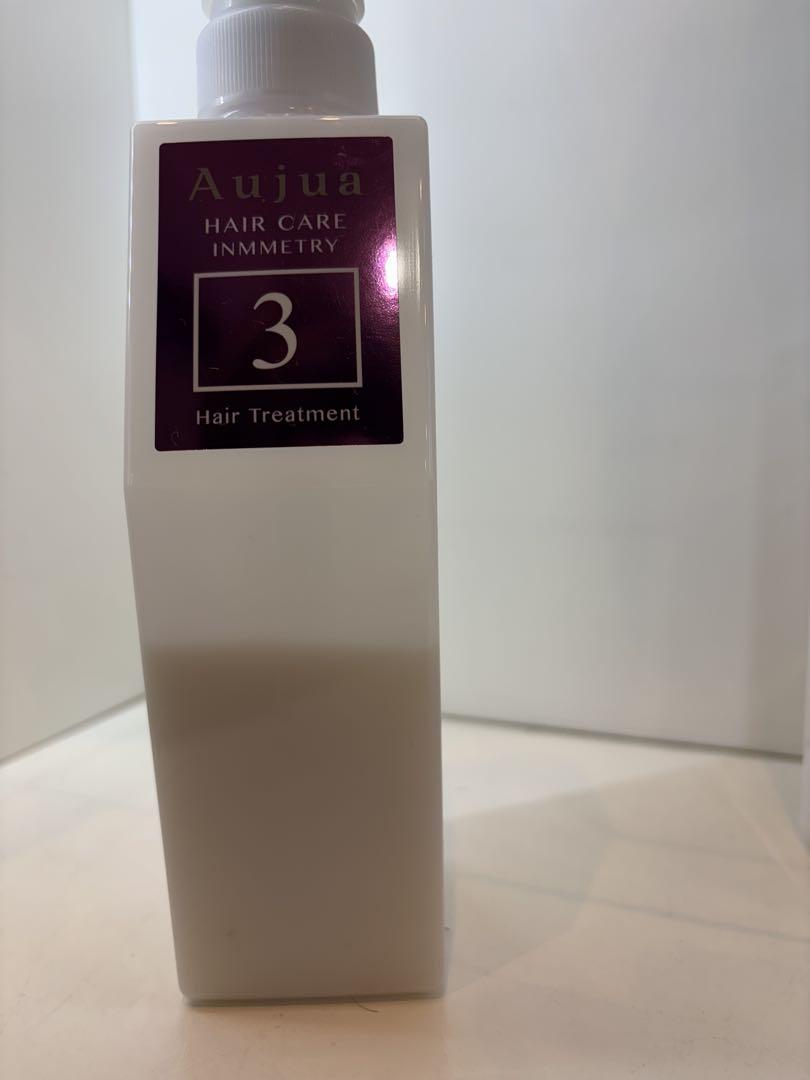 Aujua
HAIR CARE
INMMETRY
3
Hair Treatment